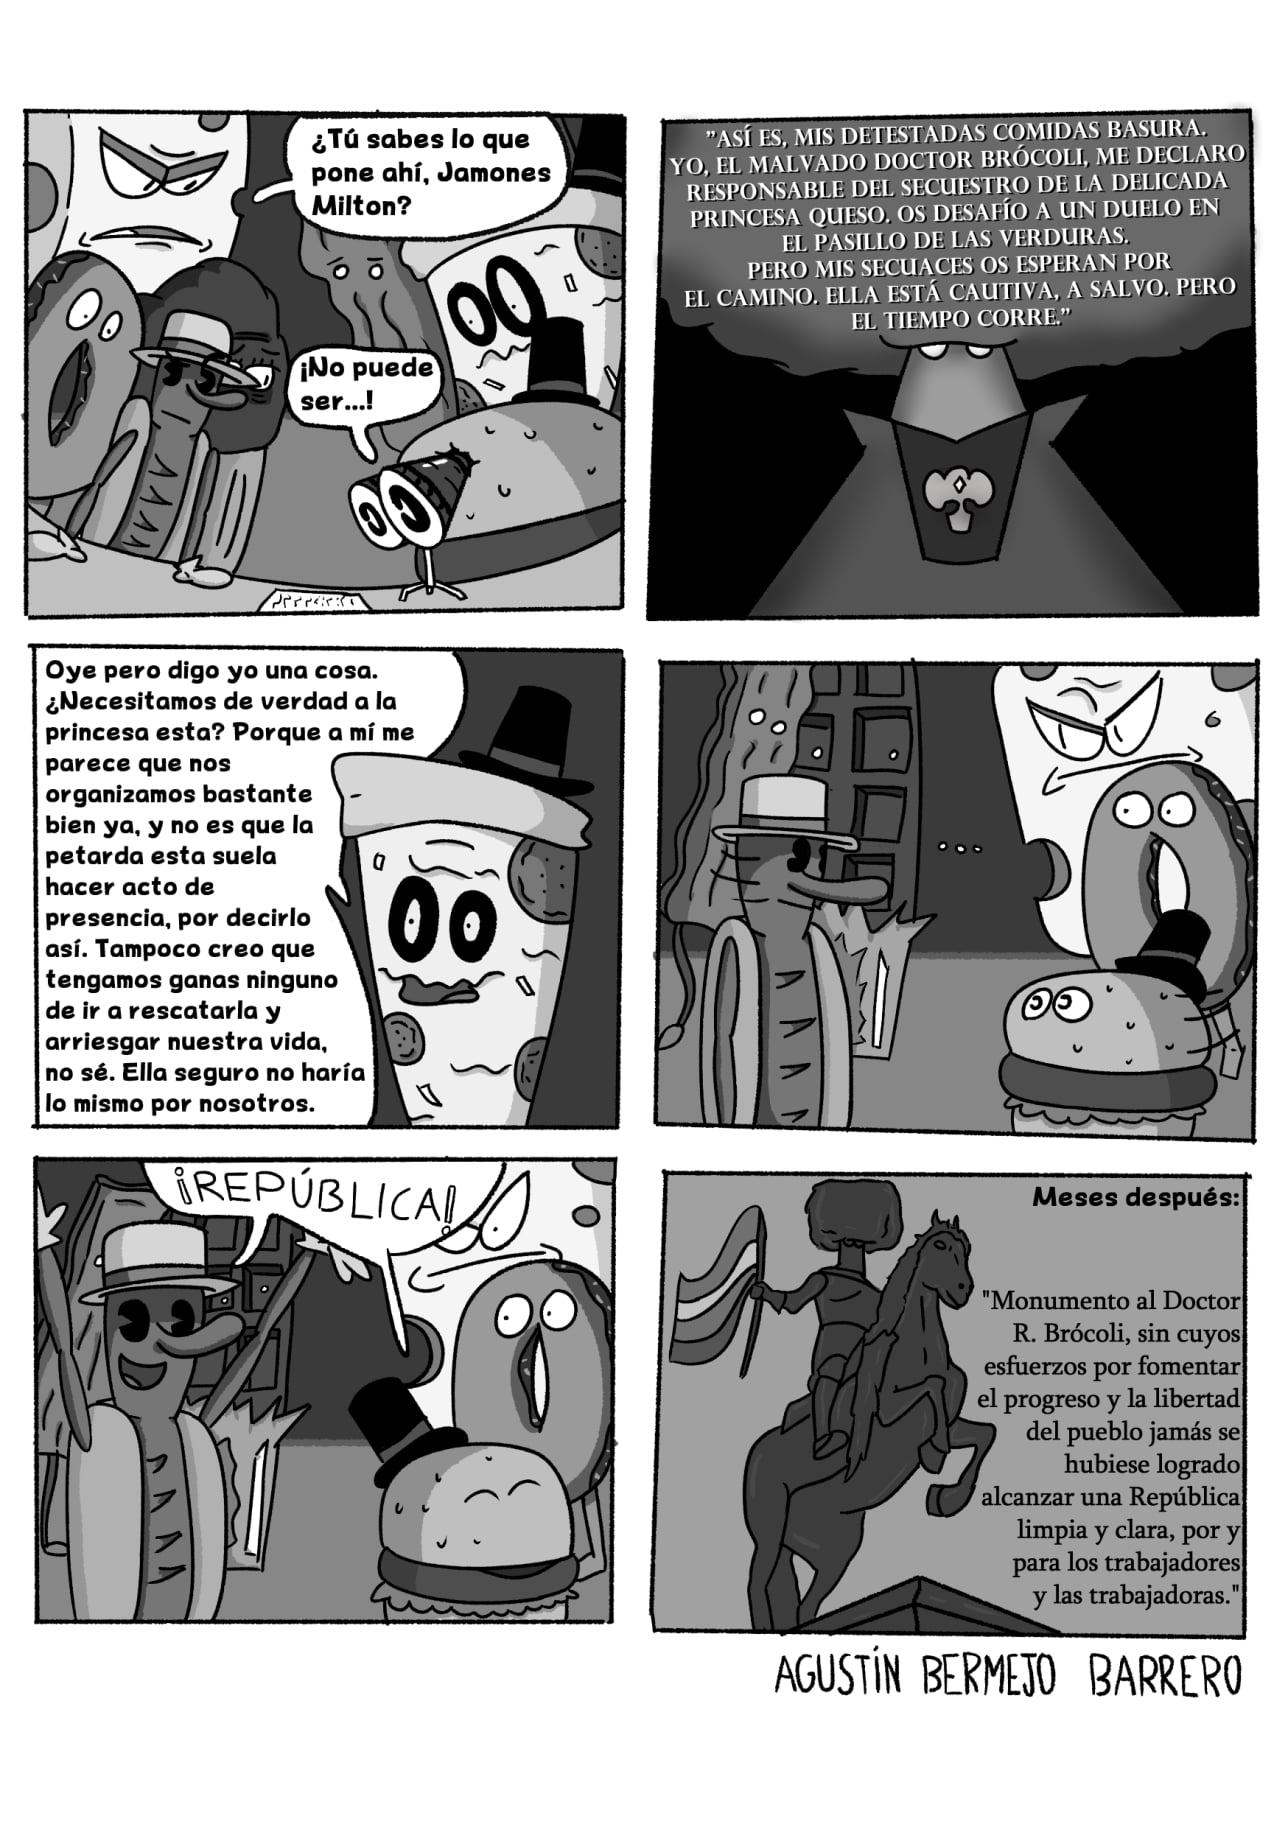 ¿Tú sabes lo que
pone ahí, Jamones
Milton?
¡No puede
ser...!
"ASÍ ES, MIS DETESTADAS COMIDAS BASURA.
YO, EL MALVADO DOCTOR BRÓCOLI, ME DECLARO
RESPONSABLE DEL SECUESTRO DE LA DELICADA
PRINCESA QUESO. OS DESAFÍO A UN DUELO EN
EL PASILLO DE LAS VERDURAS.
PERO MIS SECUACES OS ESPERAN POR
EL CAMINO. ELLA ESTÁ CAUTIVA, A SALVO. PERO
EL TIEMPO CORRE."
Oye pero digo yo una cosa.
¿Necesitamos de verdad a la
princesa esta? Porque a mí me
parece que nos
organizamos bastante
bien ya, y no es que la
petarda esta suela
hacer acto de
presencia, por decirlo
así. Tampoco creo que
tengamos ganas ninguno
de ir a rescatarla y
arriesgar nuestra vida,
no sé. Ella seguro no haría
lo mismo por nosotros.
...
¡REPÚBLICA!
Meses después:
"Monumento al Doctor
R. Brócoli, sin cuyos
esfuerzos por fomentar
el progreso y la libertad
del pueblo jamás se
hubiese logrado
alcanzar una República
limpia y clara, por y
para los trabajadores
y las trabajadoras."
AGUSTÍN BERMEJO BARRERO